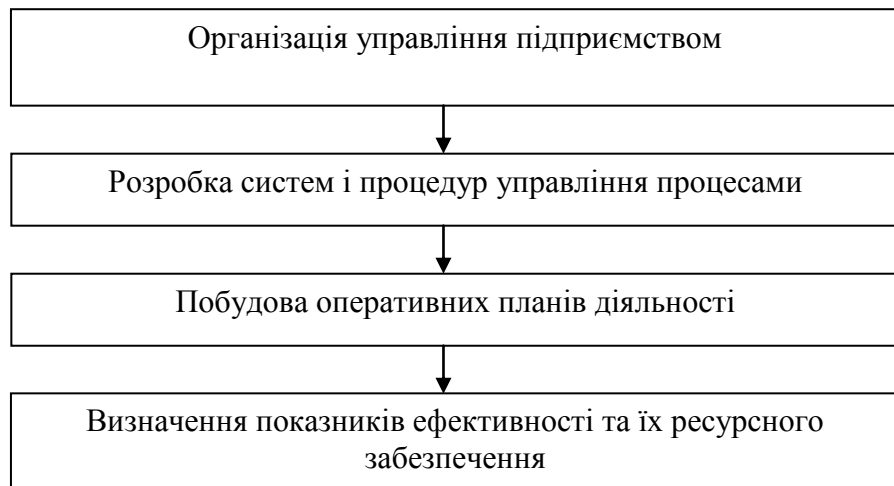 Організація управління підприємством
Розробка систем і процедур управління процесами
Побудова оперативних планів діяльності
Визначення показників ефективності та їх ресурсного
забезпечення